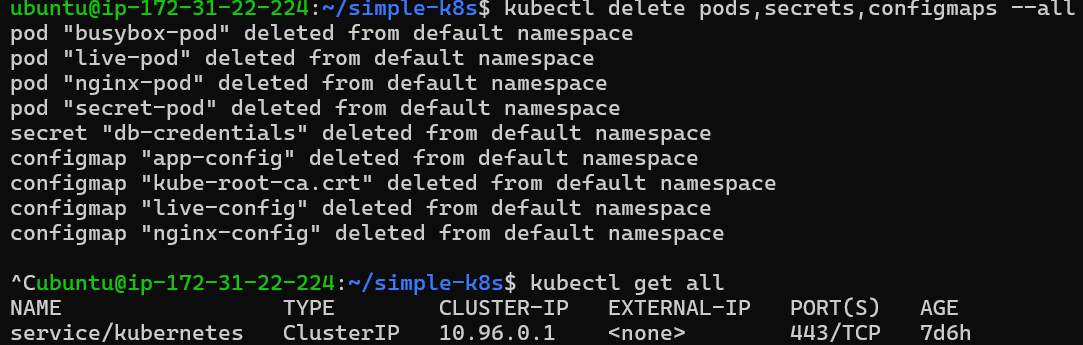 ubuntu@ip-172-31-22-224:~/simple-k8s$ kubectl delete pods,secrets,configmaps --all
pod "busybox-pod" deleted from default namespace
pod "live-pod" deleted from default namespace
pod "nginx-pod" deleted from default namespace
pod "secret-pod" deleted from default namespace
secret "db-credentials" deleted from default namespace
configmap "app-config" deleted from default namespace
configmap "kube-root-ca.crt" deleted from default namespace
configmap "live-config" deleted from default namespace
configmap "nginx-config" deleted from default namespace
^Cubuntu@ip-172-31-22-224:~/simple-k8s$ kubectl get all
NAME TYPE CLUSTER-IP EXTERNAL-IP PORT(S) AGE
service/kubernetes ClusterIP 10.96.0.1 <none> 443/TCP 7d6h